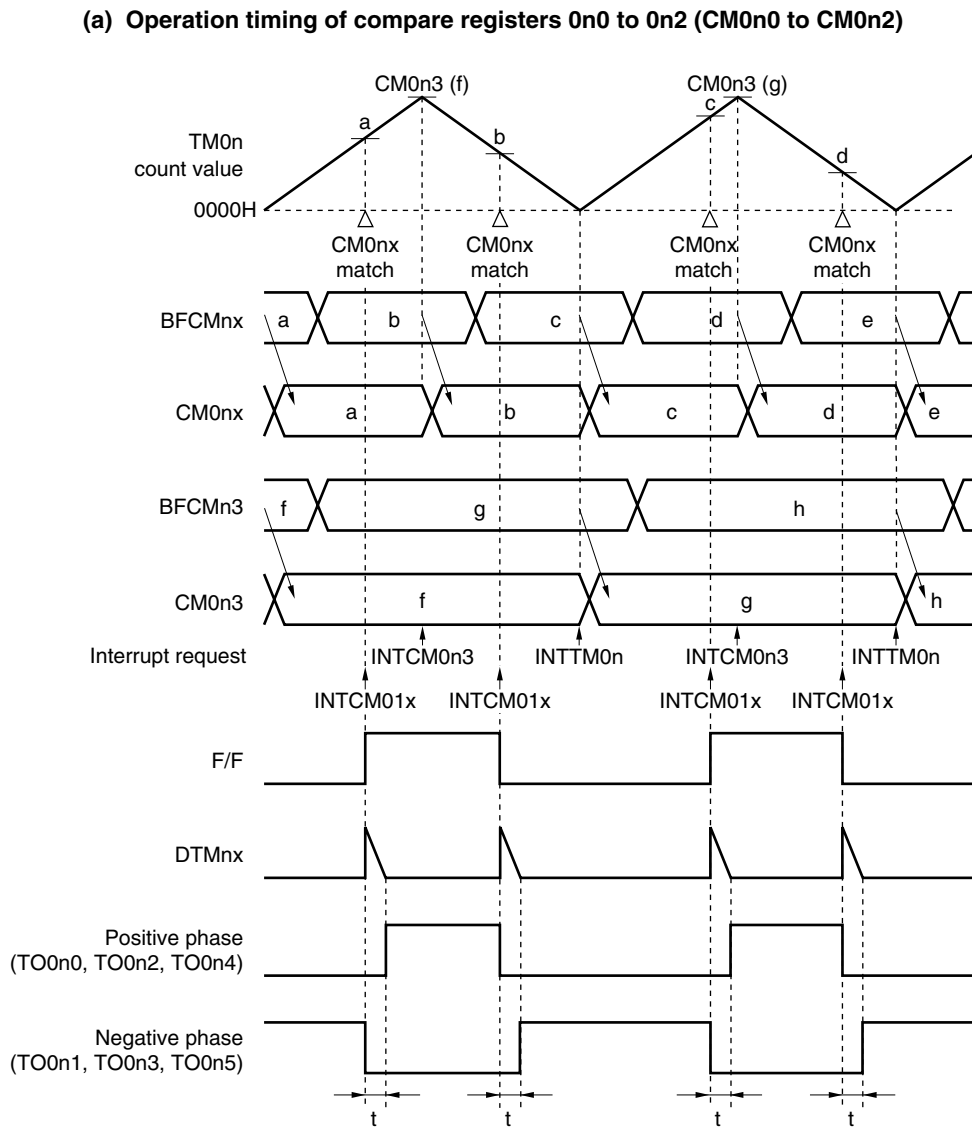 (a) Operation timing of compare registers 0n0 to 0n2 (CM0n0 to CM0n2)
CM0n3 (f)
CM0n3 (g)
a
b
c
d
TM0n
count value
0000H
CM0nx
match
CM0nx
match
CM0nx
match
CM0nx
match
BFCMnx
a
b
c
d
e
CM0nx
a
b
c
d
e
BFCMn3
f
g
h
CM0n3
f
g
h
Interrupt request
INTCM0n3
INTTM0n
INTCM0n3
INTTM0n
INTCM01x
INTCM01x
INTCM01x
INTCM01x
F/F
DTMnx
Positive phase
(TO0n0, TO0n2, TO0n4)
Negative phase
(TO0n1, TO0n3, TO0n5)
t
t
t
t